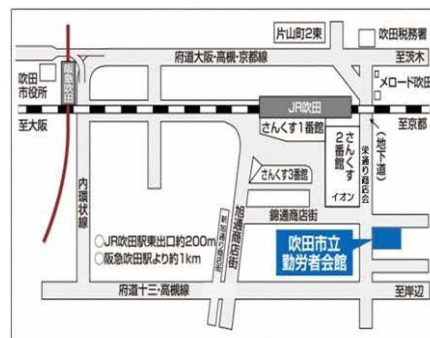 片山町2東
吹田税務署
府道大阪・高槻・京都線
至茨木
吹田
市役所
阪急吹田
メロード吹田
JR吹田
至大阪
至京都
さんくす1番館
さんくす
2番館
イオン
(地下道)
栄通り商店会
さんくす3番館
内環状線
旭通商店街
錦通商店街
○JR吹田駅東出口約200m
○阪急吹田駅より約1km
吹田市立
勤労者会館
府道十三・高槻線
至岸辺